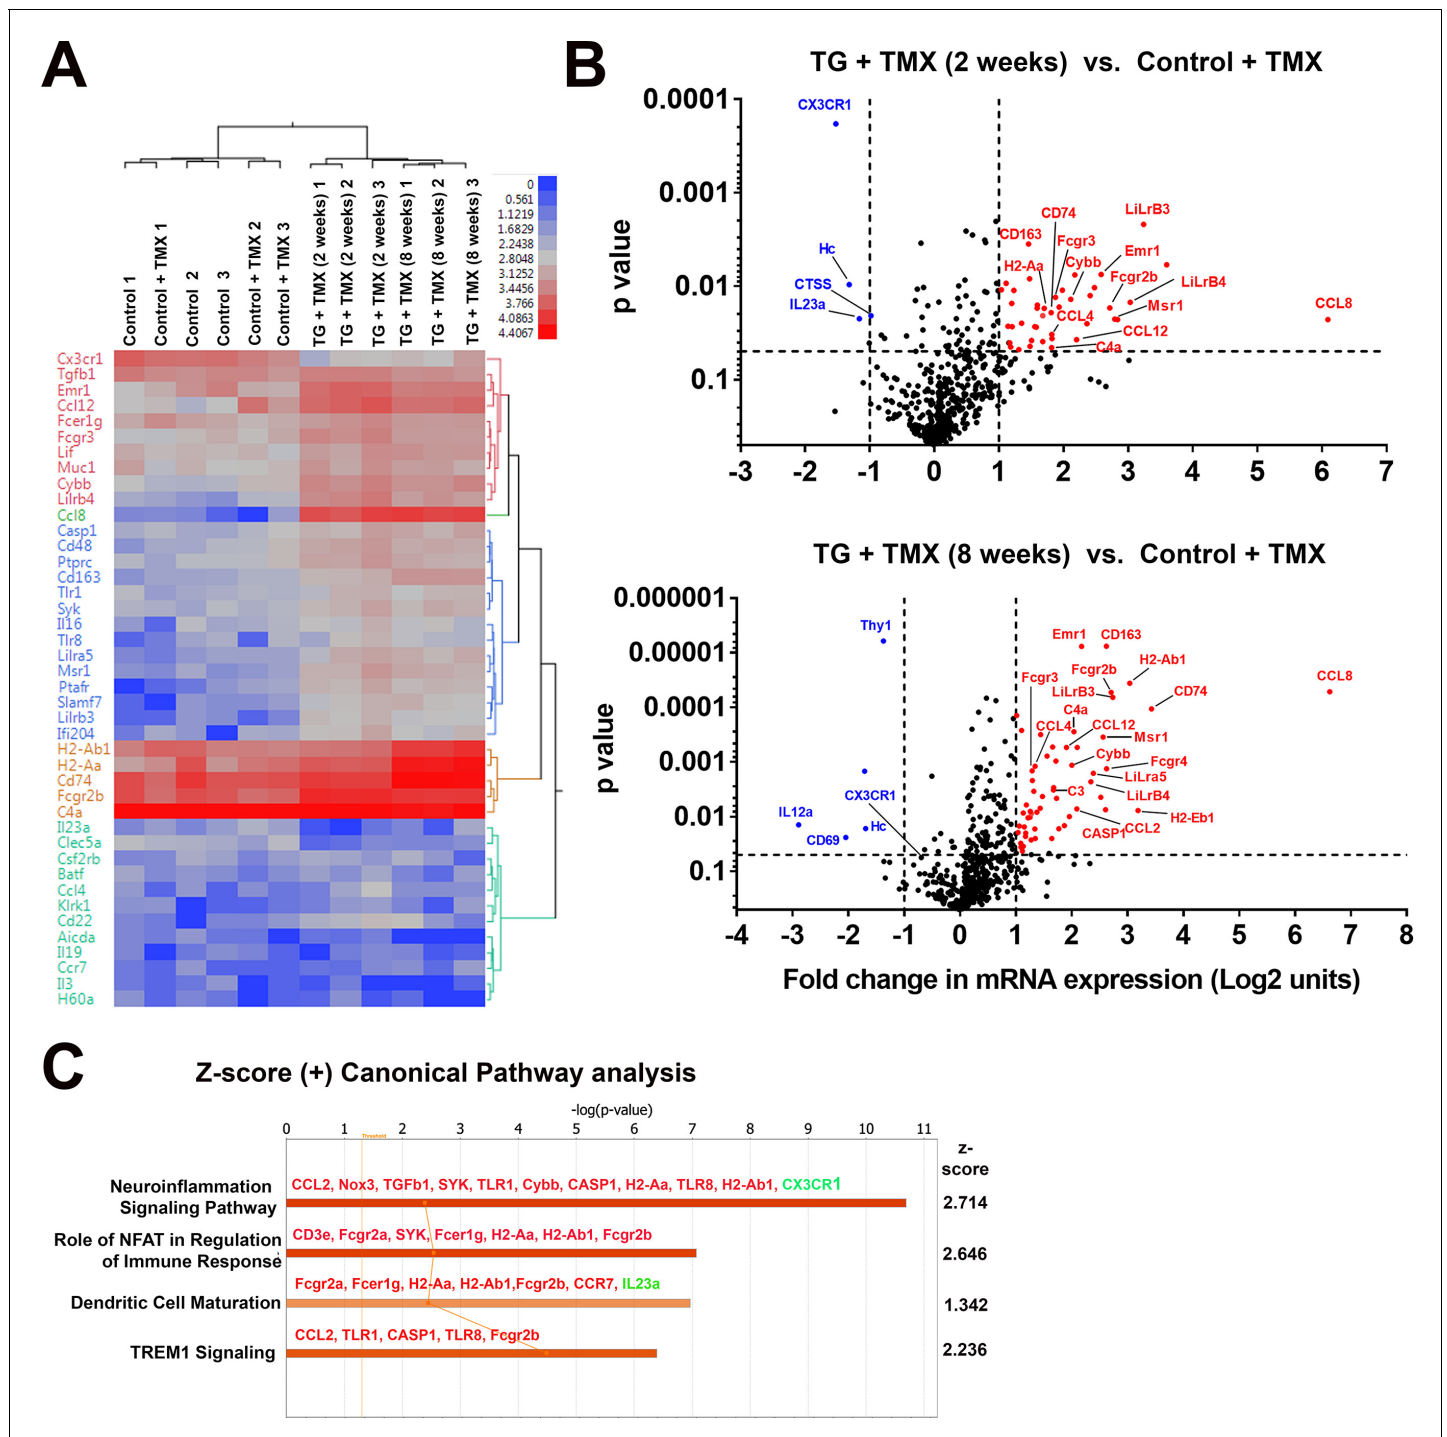 A
Control 1
Control + TMX 1
Control 2
Control 3
Control + TMX 2
Control + TMX 3
TG + TMX (2 weeks) 1
TG + TMX (2 weeks) 2
TG + TMX (2 weeks) 3
TG + TMX (8 weeks) 1
TG + TMX (8 weeks) 2
TG + TMX (8 weeks) 3
0
0.561
1.1219
1.6829
2.2438
2.8048
3.1252
3.4456
3.766
4.0863
4.4067
Cx3cr1
Tgfb1
Emr1
Ccl12
Fcer1g
Fcgr3
Lif
Muc1
Cybb
Lilrb4
Ccl8
Casp1
Cd48
Ptprc
Cd163
Tlr1
Syk
Il16
Tlr8
Lilra5
Msr1
Ptafr
Slamf7
Lilrb3
Ifi204
H2-Ab1
H2-Aa
Cd74
Fcgr2b
C4a
Il23a
Clec5a
Csf2rb
Batf
Ccl4
Klrk1
Cd22
Aicda
Il19
Ccr7
Il3
H60a
B
TG + TMX (2 weeks) vs. Control + TMX
p value
0.0001
0.001
0.01
0.1
CX3CR1
Hc
CTSS
IL23a
CD74
LiLrB3
CD163
Fcgr3
Emr1
H2-Aa
Cybb
Fcgr2b
LiLrB4
Msr1
CCL8
CCL4
CCL12
C4a
-3 -2 -1 0 1 2 3 4 5 6 7
TG + TMX (8 weeks) vs. Control + TMX
p value
0.000001
0.00001
0.0001
0.001
0.01
0.1
Thy1
Emr1 CD163
H2-Ab1
Fcgr3
Fcgr2b
CCL8
LiLrB3
CD74
C4a
CCL4
CCL12
Msr1
Cybb
Fcgr4
LiLra5
CX3CR1
C3
LiLrB4
IL12a
Hc
H2-Eb1
CCL2
CD69
CASP1
-4 -3 -2 -1 0 1 2 3 4 5 6 7 8
Fold change in mRNA expression (Log2 units)
C
Z-score (+) Canonical Pathway analysis
-log(p-value)
0 1 2 3 4 5 6 7 8 9 10 11
Threshold
z-
score
Neuroinflammation
Signaling Pathway
CCL2, Nox3, TGFb1, SYK, TLR1, Cybb, CASP1, H2-Aa, TLR8, H2-Ab1, CX3CR1
2.714
Role of NFAT in Regulation
of Immune Response
CD3e, Fcgr2a, SYK, Fcer1g, H2-Aa, H2-Ab1, Fcgr2b
2.646
Dendritic Cell Maturation
Fcgr2a, Fcer1g, H2-Aa, H2-Ab1,Fcgr2b, CCR7, IL23a
1.342
TREM1 Signaling
CCL2, TLR1, CASP1, TLR8, Fcgr2b
2.236